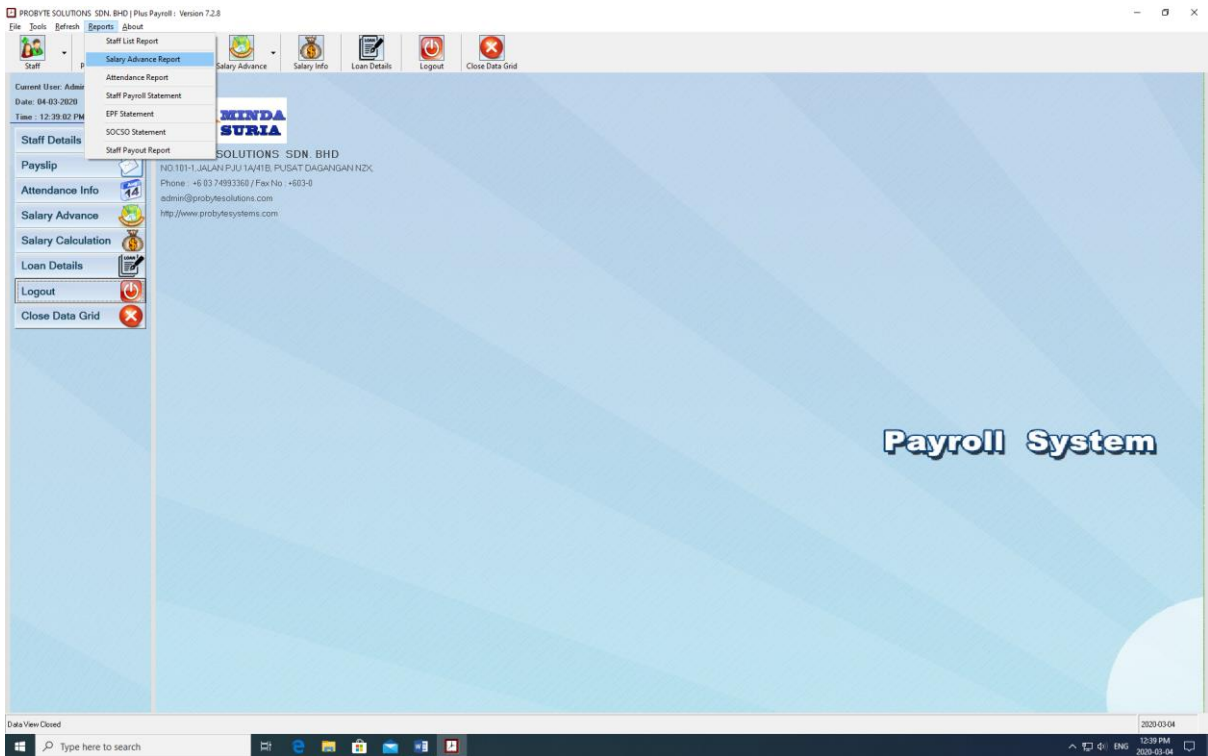 PROBYTE SOLUTIONS SDN. BHD | Plus Payroll : Version 7.2.8
File Tools Refresh Reports About
Staff List Report
Salary Advance Report
Attendance Report
Staff Payroll Statement
EPF Statement
SOCSO Statement
Staff Payout Report
Staff
P
Salary Advance
Salary Info
Loan Details
Logout
Close Data Grid
Current User: Admin
Date: 04-03-2020
Time : 12:39:02 PM
Staff Details
Payslip
Attendance Info
Salary Advance
Salary Calculation
Loan Details
Logout
Close Data Grid
MINDA
SURIA
SOLUTIONS SDN. BHD
NO.101-1, JALAN PJU 1A/41B, PUSAT DAGANGAN NZX,
Phone : +6 03 74993360 / Fax No : +603-0
admin@probytesolutions.com
http://www.probytesystems.com
Payroll System
Data View Closed
2020-03-04
Type here to search
ENG
12:39 PM
2020-03-04